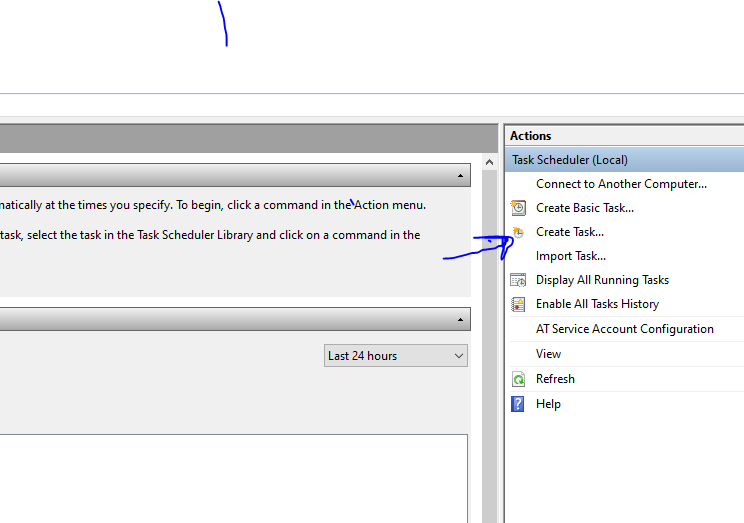 Actions
Task Scheduler (Local)
Connect to Another Computer...
matically at the times you specify. To begin, click a command in the Action menu.
Create Basic Task...
task, select the task in the Task Scheduler Library and click on a command in the
Create Task...
Import Task...
Display All Running Tasks
Enable All Tasks History
AT Service Account Configuration
Last 24 hours
View
Refresh
Help